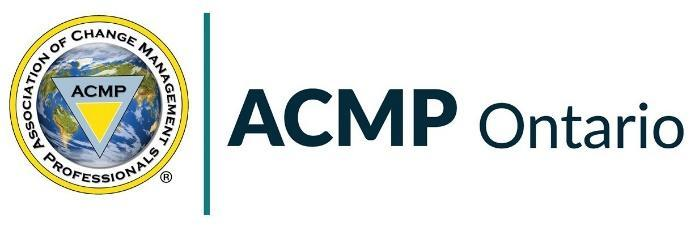 ASSOCIATION OF CHANGE MANAGEMENT PROFESSIONALS
ACMP
®
ACMP Ontario